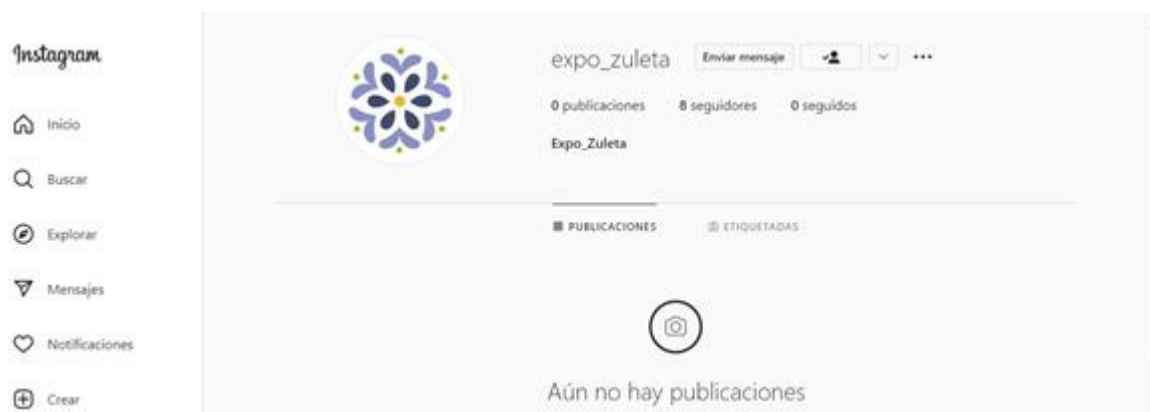 Instagram
Inicio
Buscar
Explorar
Mensajes
Notificaciones
Crear
expo_zuleta Enviar mensaje
0 publicaciones 8 seguidores 0 seguidos
Expo_Zuleta
PUBLICACIONES ETIQUETADAS
Aún no hay publicaciones